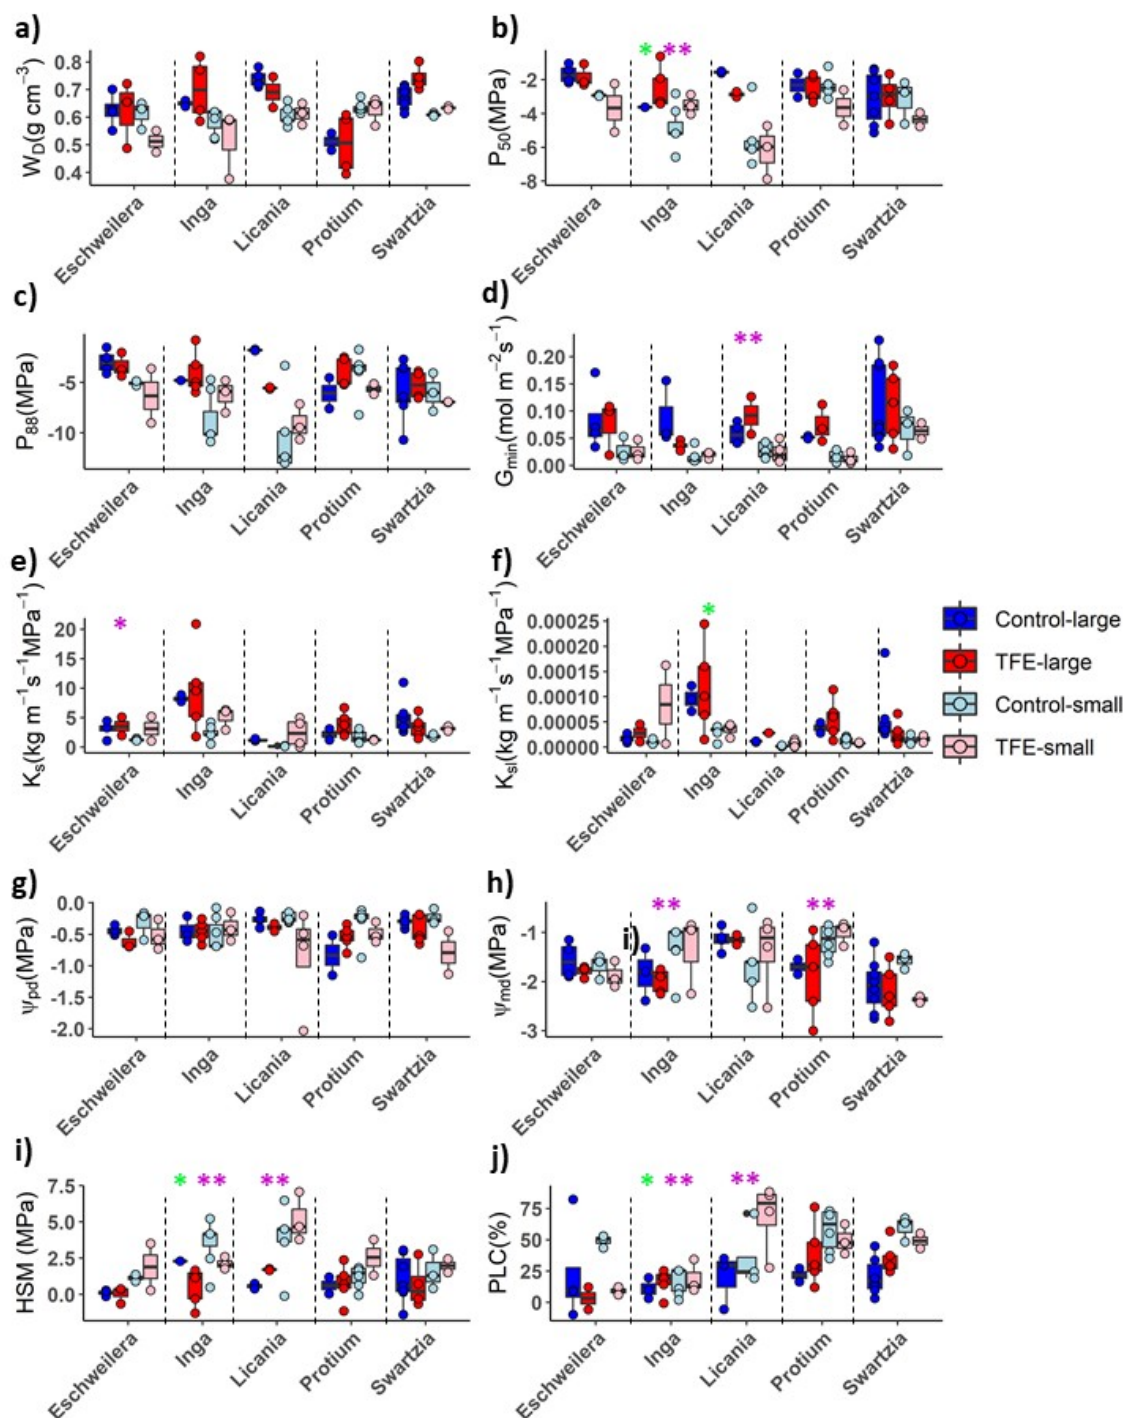 a)
W_D(g cm⁻³)
0.8
0.7
0.6
0.5
0.4
Eschweilera
Inga
Licania
Protium
Swartzia
b)
* **
P₅₀(MPa)
-2
-4
-6
-8
Eschweilera
Inga
Licania
Protium
Swartzia
c)
P₈₈(MPa)
-5
-10
Eschweilera
Inga
Licania
Protium
Swartzia
d)
**
G_min(mol m⁻²s⁻¹)
0.20
0.15
0.10
0.05
0.00
Eschweilera
Inga
Licania
Protium
Swartzia
e)
*
K_s(kg m⁻¹s⁻¹MPa⁻¹)
20
15
10
5
0
Eschweilera
Inga
Licania
Protium
Swartzia
f)
*
K_sl(kg m⁻¹s⁻¹MPa⁻¹)
0.00025
0.00020
0.00015
0.00010
0.00005
0.00000
Eschweilera
Inga
Licania
Protium
Swartzia
Control-large
TFE-large
Control-small
TFE-small
g)
Ψ_pd(MPa)
0.0
-0.5
-1.0
-1.5
-2.0
Eschweilera
Inga
Licania
Protium
Swartzia
h)
** **
ii)
Ψ_md(MPa)
-1
-2
-3
Eschweilera
Inga
Licania
Protium
Swartzia
i)
* ** **
HSM (MPa)
7.5
5.0
2.5
0.0
Eschweilera
Inga
Licania
Protium
Swartzia
j)
* ** **
PLC(%)
75
50
25
0
Eschweilera
Inga
Licania
Protium
Swartzia